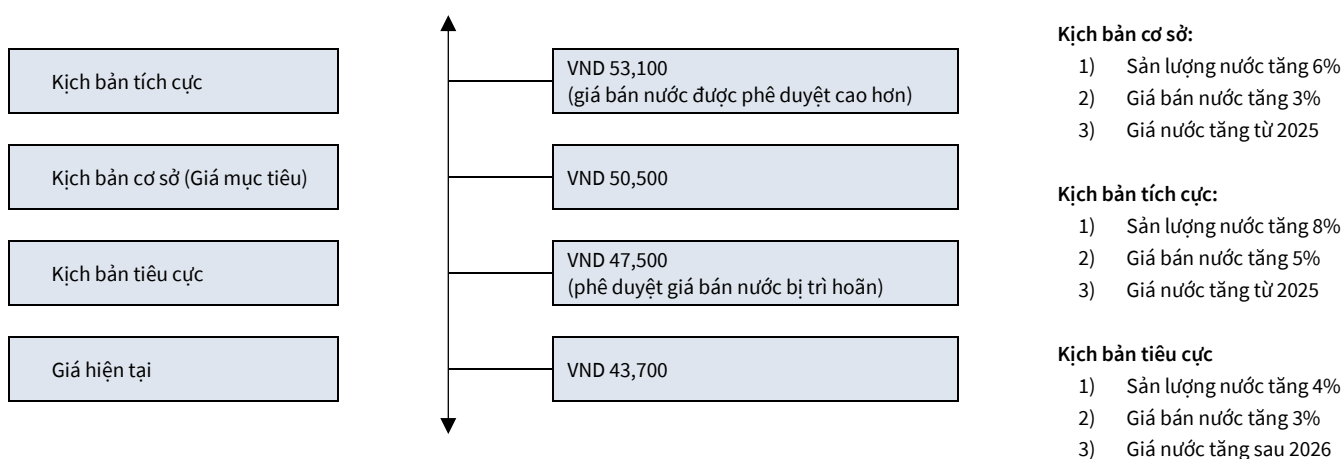 Kịch bản tích cực
VND 53,100
(giá bán nước được phê duyệt cao hơn)
Kịch bản cơ sở (Giá mục tiêu)
VND 50,500
Kịch bản tiêu cực
VND 47,500
(phê duyệt giá bán nước bị trì hoãn)
Giá hiện tại
VND 43,700
Kịch bản cơ sở:
1) Sản lượng nước tăng 6%
2) Giá bán nước tăng 3%
3) Giá nước tăng từ 2025
Kịch bản tích cực:
1) Sản lượng nước tăng 8%
2) Giá bán nước tăng 5%
3) Giá nước tăng từ 2025
Kịch bản tiêu cực
1) Sản lượng nước tăng 4%
2) Giá bán nước tăng 3%
3) Giá nước tăng sau 2026